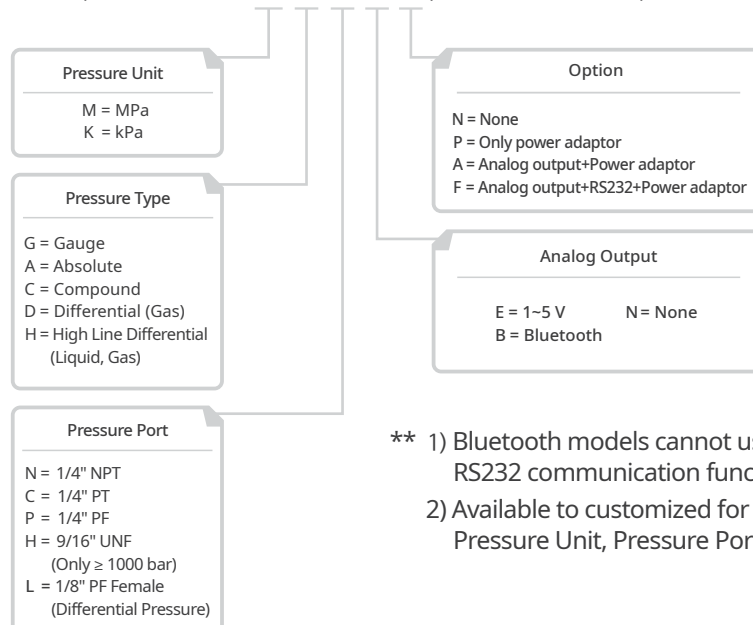 Pressure Unit
M = MPa
K = kPa
Pressure Type
G = Gauge
A = Absolute
C = Compound
D = Differential (Gas)
H = High Line Differential
(Liquid, Gas)
Pressure Port
N = 1/4" NPT
C = 1/4" PT
P = 1/4" PF
H = 9/16" UNF
(Only ≥ 1000 bar)
L = 1/8" PF Female
(Differential Pressure)
Option
N = None
P = Only power adaptor
A = Analog output+Power adaptor
F = Analog output+RS232+Power adaptor
Analog Output
E = 1~5 V N = None
B = Bluetooth
** 1) Bluetooth models cannot
RS232 communication
2) Available to customized for
Pressure Unit, Pressure